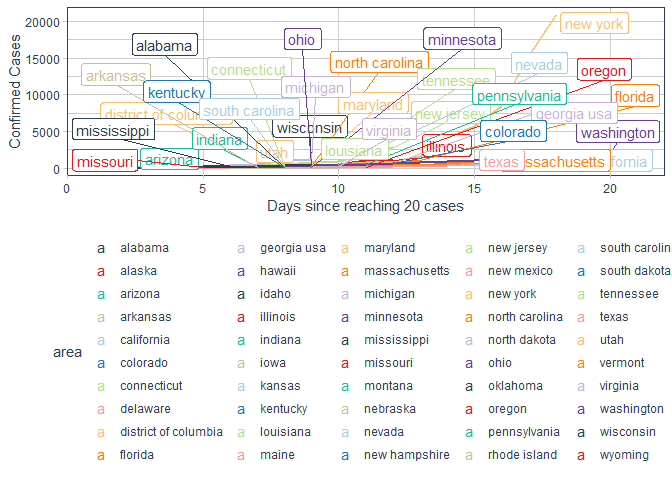 Confirmed Cases
20000
15000
10000
5000
0
new york
ohio
minnesota
alabama
north carolina
nevada
oregon
connecticut
arkansas
tennessee
michigan
kentucky
pennsylvania
florida
maryland
south carolina
district of colu
new jersey
georgia usa
mississippi
wisconsin
virginia
colorado
washington
indiana
illinois
utah
louisiana
missouri
arizona
texas
ssachusetts
fornia
0 5 10 15 20
Days since reaching 20 cases
area
a alabama a georgia usa a maryland a new jersey a south carolin
a alaska a hawaii a massachusetts a new mexico a south dakota
a arizona a idaho a michigan a new york a tennessee
a arkansas a illinois a minnesota a north carolina a texas
a california a indiana a mississippi a north dakota a utah
a colorado a iowa a missouri a ohio a vermont
a connecticut a kansas a montana a oklahoma a virginia
a delaware a kentucky a nebraska a oregon a washington
a district of columbia a louisiana a nevada a pennsylvania a wisconsin
a florida a maine a new hampshire a rhode island a wyoming